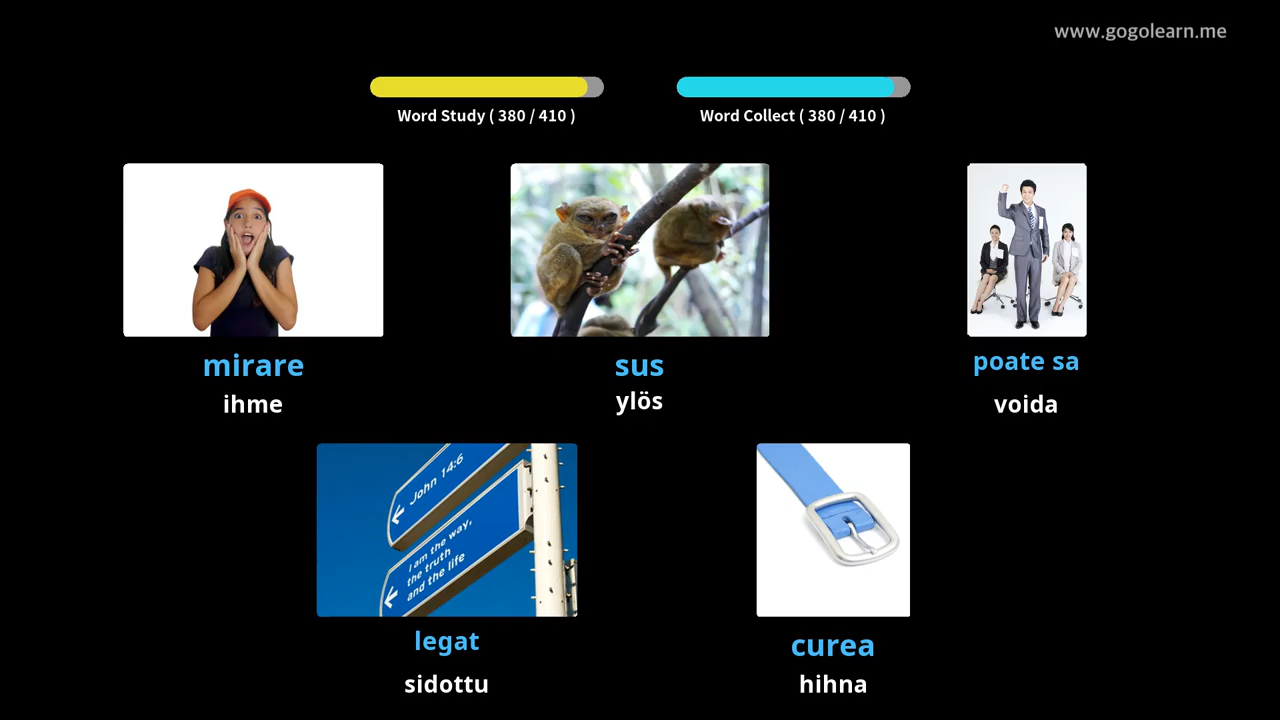 www.gogolearn.me
Word Study ( 380 / 410 )
Word Collect ( 380 / 410 )
mirare
ihme
sus
ylös
poate sa
voida
John 14:6
I am the way,
the truth
and the life
legat
sidottu
curea
hihna